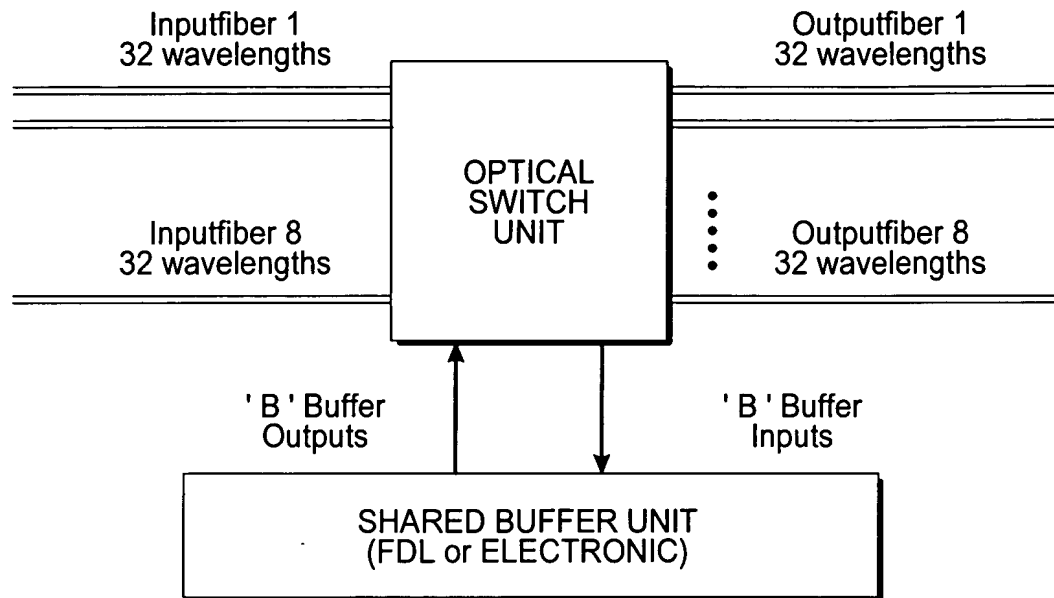 Inputfiber 1
32 wavelengths
Outputfiber 1
32 wavelengths
OPTICAL
SWITCH
UNIT
Inputfiber 8
32 wavelengths
Outputfiber 8
32 wavelengths
' B ' Buffer
Outputs
' B ' Buffer
Inputs
SHARED BUFFER UNIT
(FDL or ELECTRONIC)